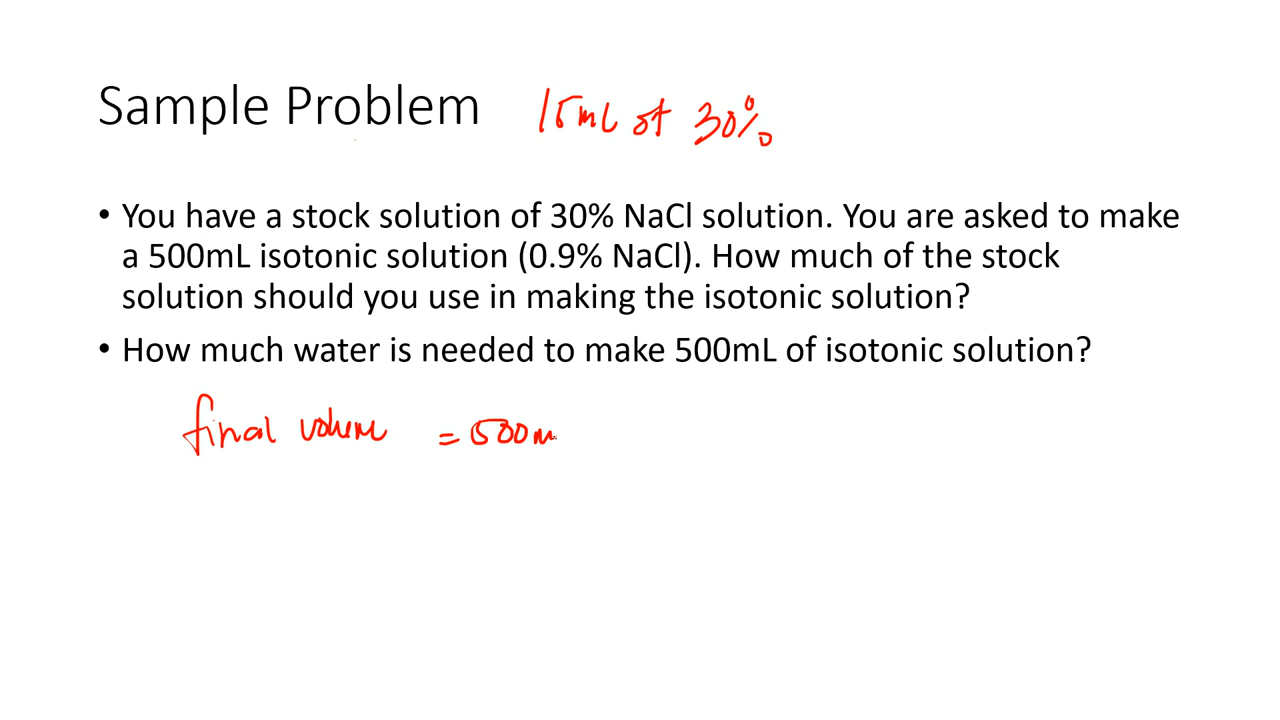 Sample Problem 15mL of 30%
• You have a stock solution of 30% NaCl solution. You are asked to make
a 500mL isotonic solution (0.9% NaCl). How much of the stock
solution should you use in making the isotonic solution?
• How much water is needed to make 500mL of isotonic solution?
final volume = 500m